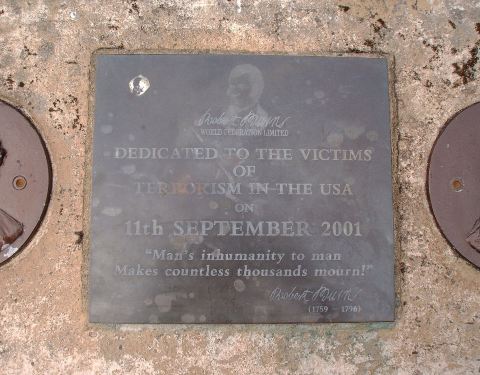 Robert Burns
WORLD FEDERATION LIMITED
DEDICATED TO THE VICTIMS
OF
TERRORISM IN THE USA
ON
11th SEPTEMBER 2001
“Man's inhumanity to man
Makes countless thousands mourn!”
Robert Burns
(1759 – 1796)